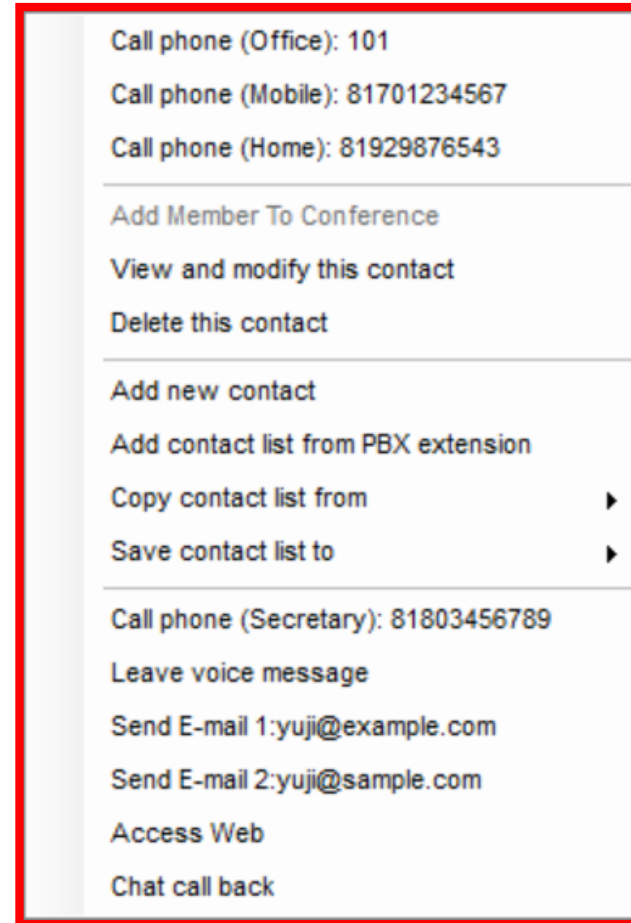 Call phone (Office): 101
Call phone (Mobile): 81701234567
Call phone (Home): 81929876543
Add Member To Conference
View and modify this contact
Delete this contact
Add new contact
Add contact list from PBX extension
Copy contact list from
Save contact list to
Call phone (Secretary): 81803456789
Leave voice message
Send E-mail 1:yuji@example.com
Send E-mail 2:yuji@sample.com
Access Web
Chat call back